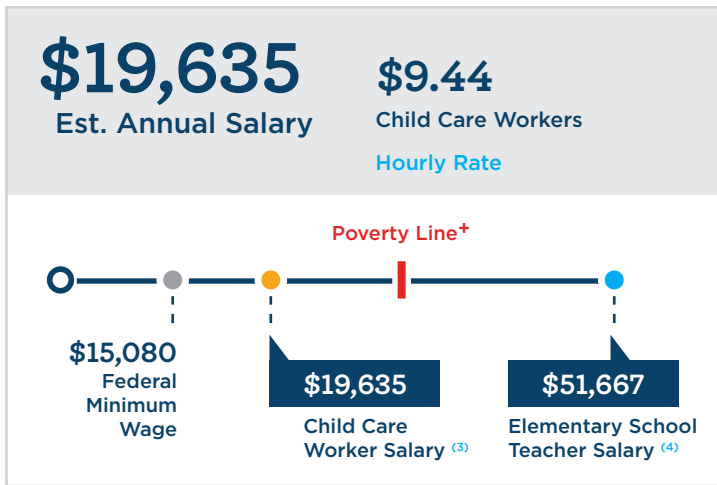 $19,635
Est. Annual Salary
$9.44
Child Care Workers
Hourly Rate
Poverty Line+
$15,080
Federal
Minimum
Wage
$19,635
Child Care
Worker Salary (3)
$51,667
Elementary School
Teacher Salary (4)